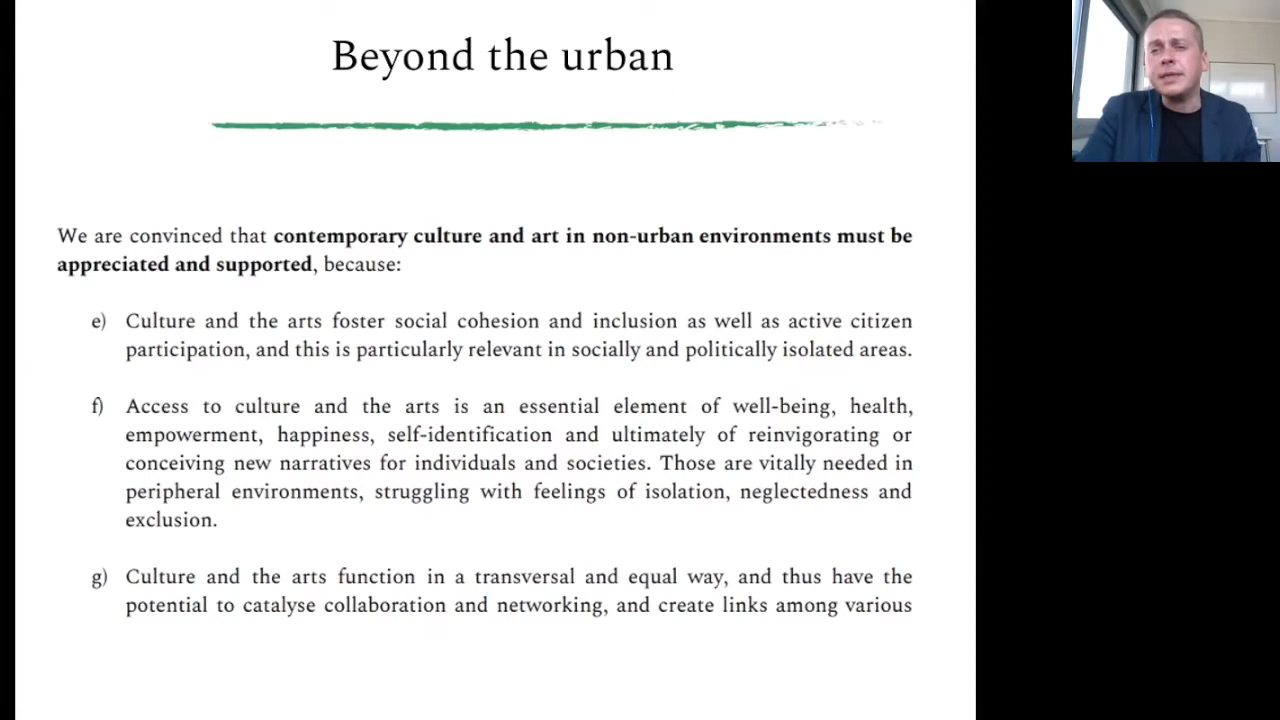 Beyond the urban
We are convinced that contemporary culture and art in non-urban environments must be
appreciated and supported, because:
e) Culture and the arts foster social cohesion and inclusion as well as active citizen
participation, and this is particularly relevant in socially and politically isolated areas.
f) Access to culture and the arts is an essential element of well-being, health,
empowerment, happiness, self-identification and ultimately of reinvigorating or
conceiving new narratives for individuals and societies. Those are vitally needed in
peripheral environments, struggling with feelings of isolation, neglectedness and
exclusion.
g) Culture and the arts function in a transversal and equal way, and thus have the
potential to catalyse collaboration and networking, and create links among various